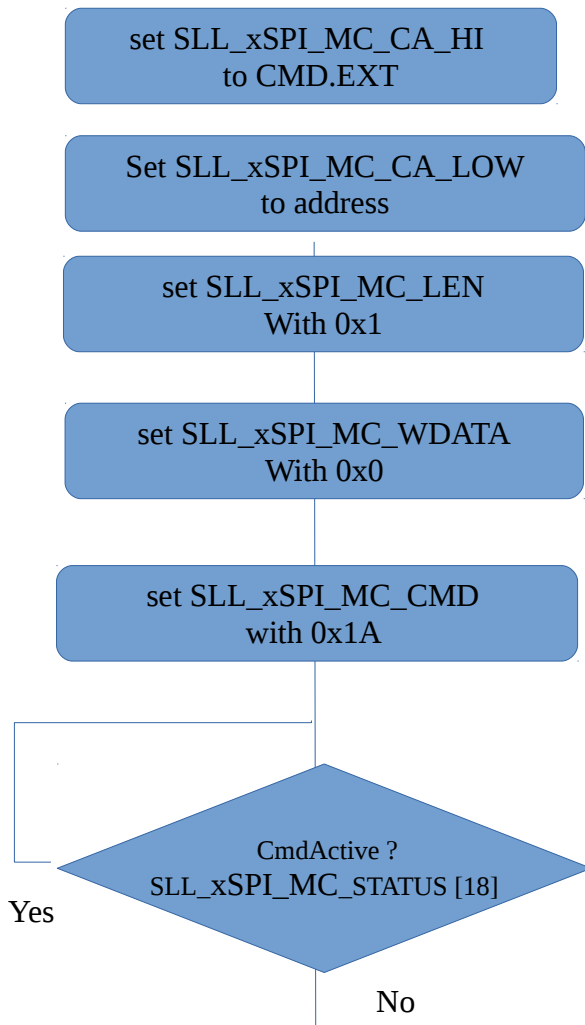 set SLL_xSPI_MC_CA_HI
to CMD.EXT
Set SLL_xSPI_MC_CA_LOW
to address
set SLL_xSPI_MC_LEN
With 0x1
set SLL_xSPI_MC_WDATA
With 0x0
set SLL_xSPI_MC_CMD
with 0x1A
CmdActive ?
SLL_xSPI_MC_STATUS [18]
Yes
No